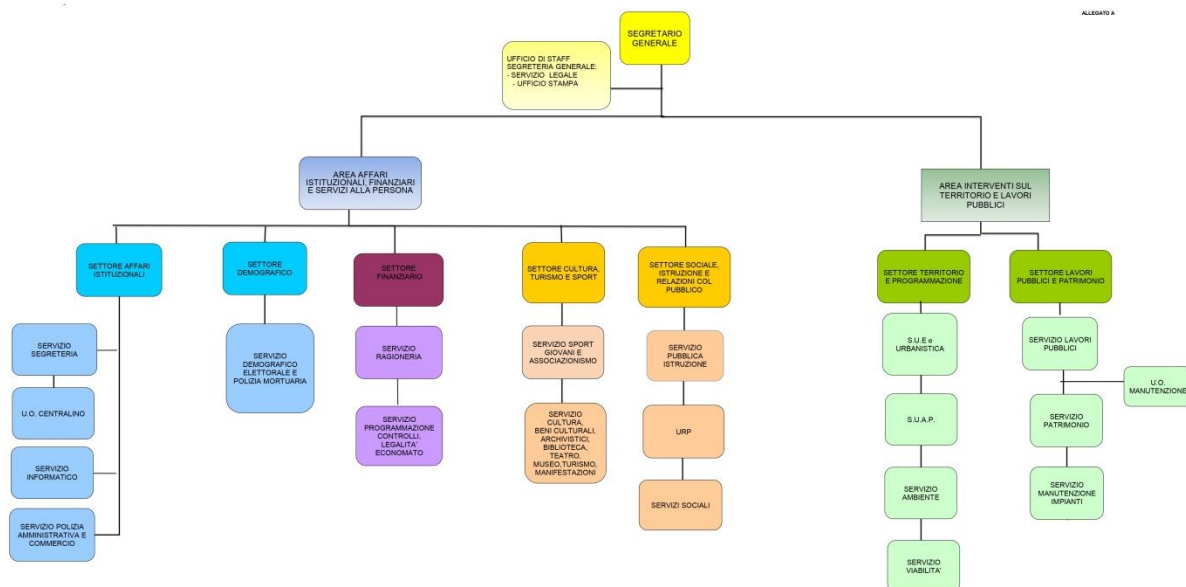 ALLEGATO A
SEGRETARIO
GENERALE
UFFICIO DI STAFF
SEGRETERIA GENERALE:
- SERVIZIO LEGALE
- UFFICIO STAMPA
AREA AFFARI
ISTITUZIONALI, FINANZIARI
E SERVIZI ALLA PERSONA
AREA INTERVENTI SUL
TERRITORIO E LAVORI
PUBBLICI
SETTORE AFFARI
ISTITUZIONALI
SETTORE
DEMOGRAFICO
SETTORE
FINANZIARIO
SETTORE CULTURA,
TURISMO E SPORT
SETTORE SOCIALE,
ISTRUZIONE E
RELAZIONI COL
PUBBLICO
SETTORE TERRITORIO
E PROGRAMMAZIONE
SETTORE LAVORI
PUBBLICI E PATRIMONIO
SERVIZIO
SEGRETERIA
U.O. CENTRALINO
SERVIZIO
INFORMATICO
SERVIZIO POLIZIA
AMMINISTRATIVA E
COMMERCIO
SERVIZIO
DEMOGRAFICO
ELETTORALE E
POLIZIA MORTUARIA
SERVIZIO
RAGIONERIA
SERVIZIO
PROGRAMMAZIONE
CONTROLLI,
LEGALITA'
ECONOMATO
SERVIZIO SPORT
GIOVANI E
ASSOCIAZIONISMO
SERVIZIO
CULTURA,
BENI CULTURALI,
ARCHIVISTICI,
BIBLIOTECA,
TEATRO,
MUSEO,TURISMO,
MANIFESTAZIONI
SERVIZIO
PUBBLICA
ISTRUZIONE
URP
SERVIZI SOCIALI
S.U.E e
URBANISTICA
S.U.A.P.
SERVIZIO
AMBIENTE
SERVIZIO
VIABILITA'
SERVIZIO LAVORI
PUBBLICI
U.O.
MANUTENZIONE
SERVIZIO
PATRIMONIO
SERVIZIO
MANUTENZIONE
IMPIANTI